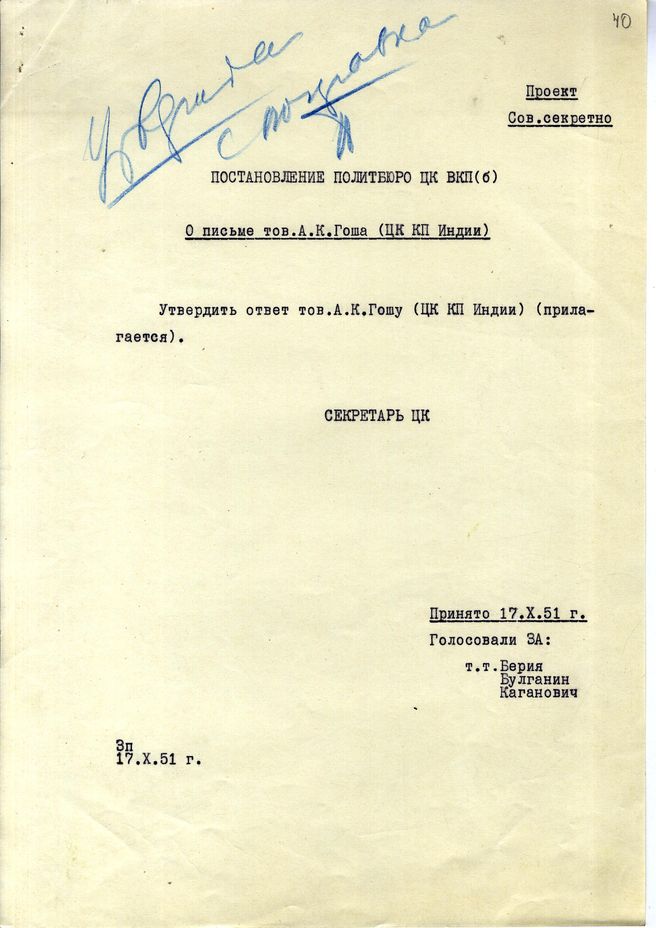 40
Утвердить
с поправка
Проект
Сов.секретно
ПОСТАНОВЛЕНИЕ ПОЛИТБЮРО ЦК ВКП(б)
О письме тов.А.К.Гоша (ЦК КП Индии)
Утвердить ответ тов.А.К.Гошу (ЦК КП Индии) (прила-
гается).
СЕКРЕТАРЬ ЦК
Принято 17.X.51 г.
Голосовали ЗА:
т.т.Берия
Булганин
Каганович
3п
17.X.51 г.